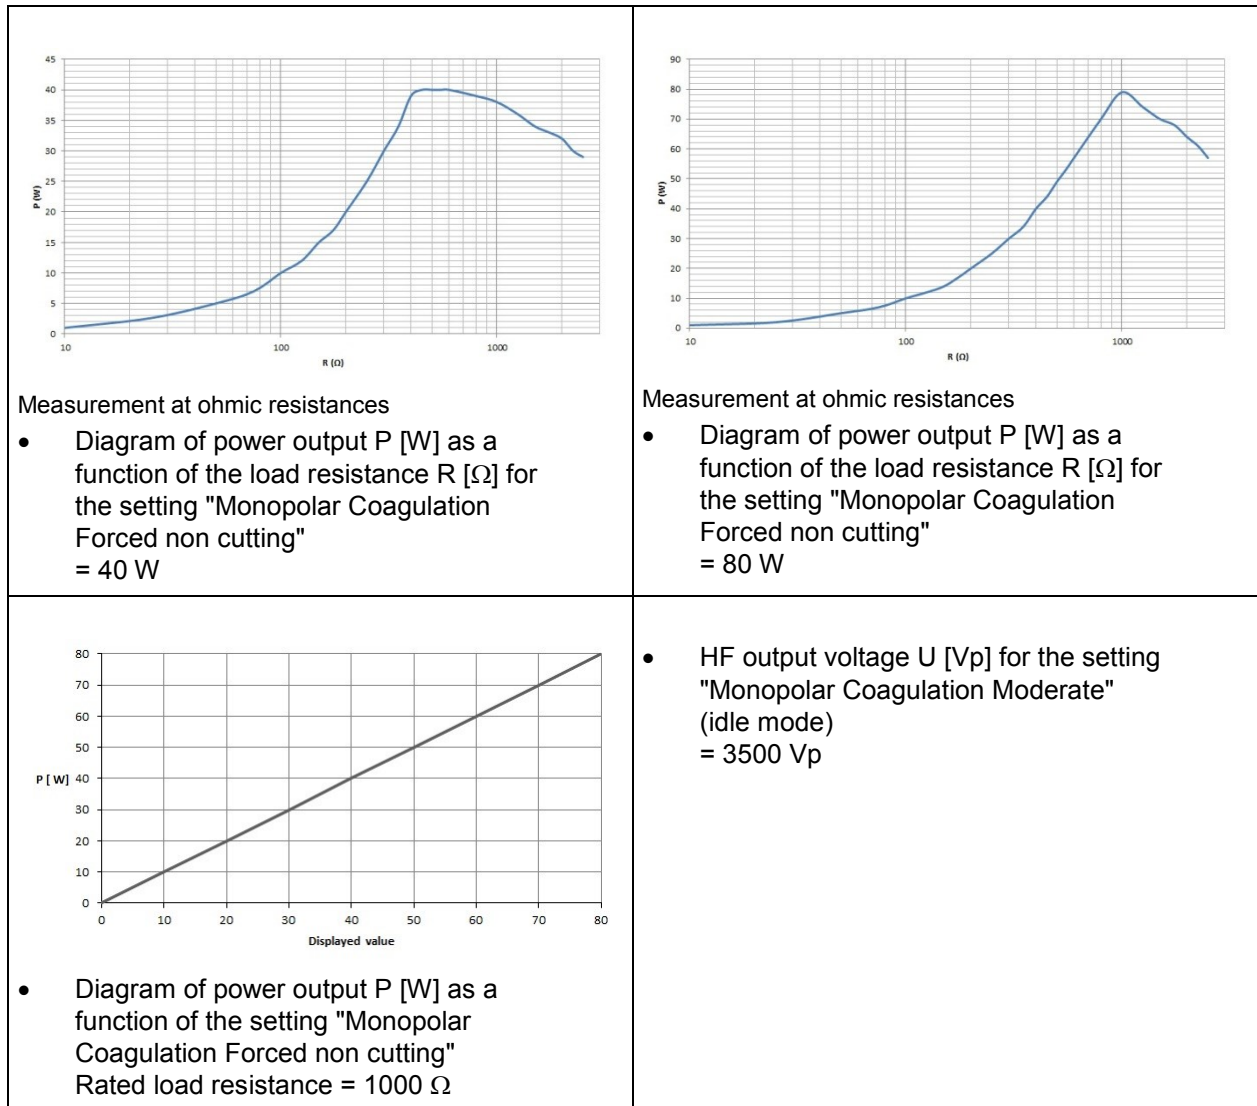 45
40
35
30
25
20
15
10
5
0
P (W)
10
100
1000
R (Ω)
Measurement at ohmic resistances
• Diagram of power output P [W] as a
function of the load resistance R [Ω] for
the setting "Monopolar Coagulation
Forced non cutting"
= 40 W
90
80
70
60
50
40
30
20
10
0
P (W)
10
100
1000
R (Ω)
Measurement at ohmic resistances
• Diagram of power output P [W] as a
function of the load resistance R [Ω] for
the setting "Monopolar Coagulation
Forced non cutting"
= 80 W
80
70
60
50
P [ W] 40
30
20
10
0
0 10 20 30 40 50 60 70 80
Displayed value
• Diagram of power output P [W] as a
function of the setting "Monopolar
Coagulation Forced non cutting"
Rated load resistance = 1000 Ω
• HF output voltage U [Vp] for the setting
"Monopolar Coagulation Moderate"
(idle mode)
= 3500 Vp